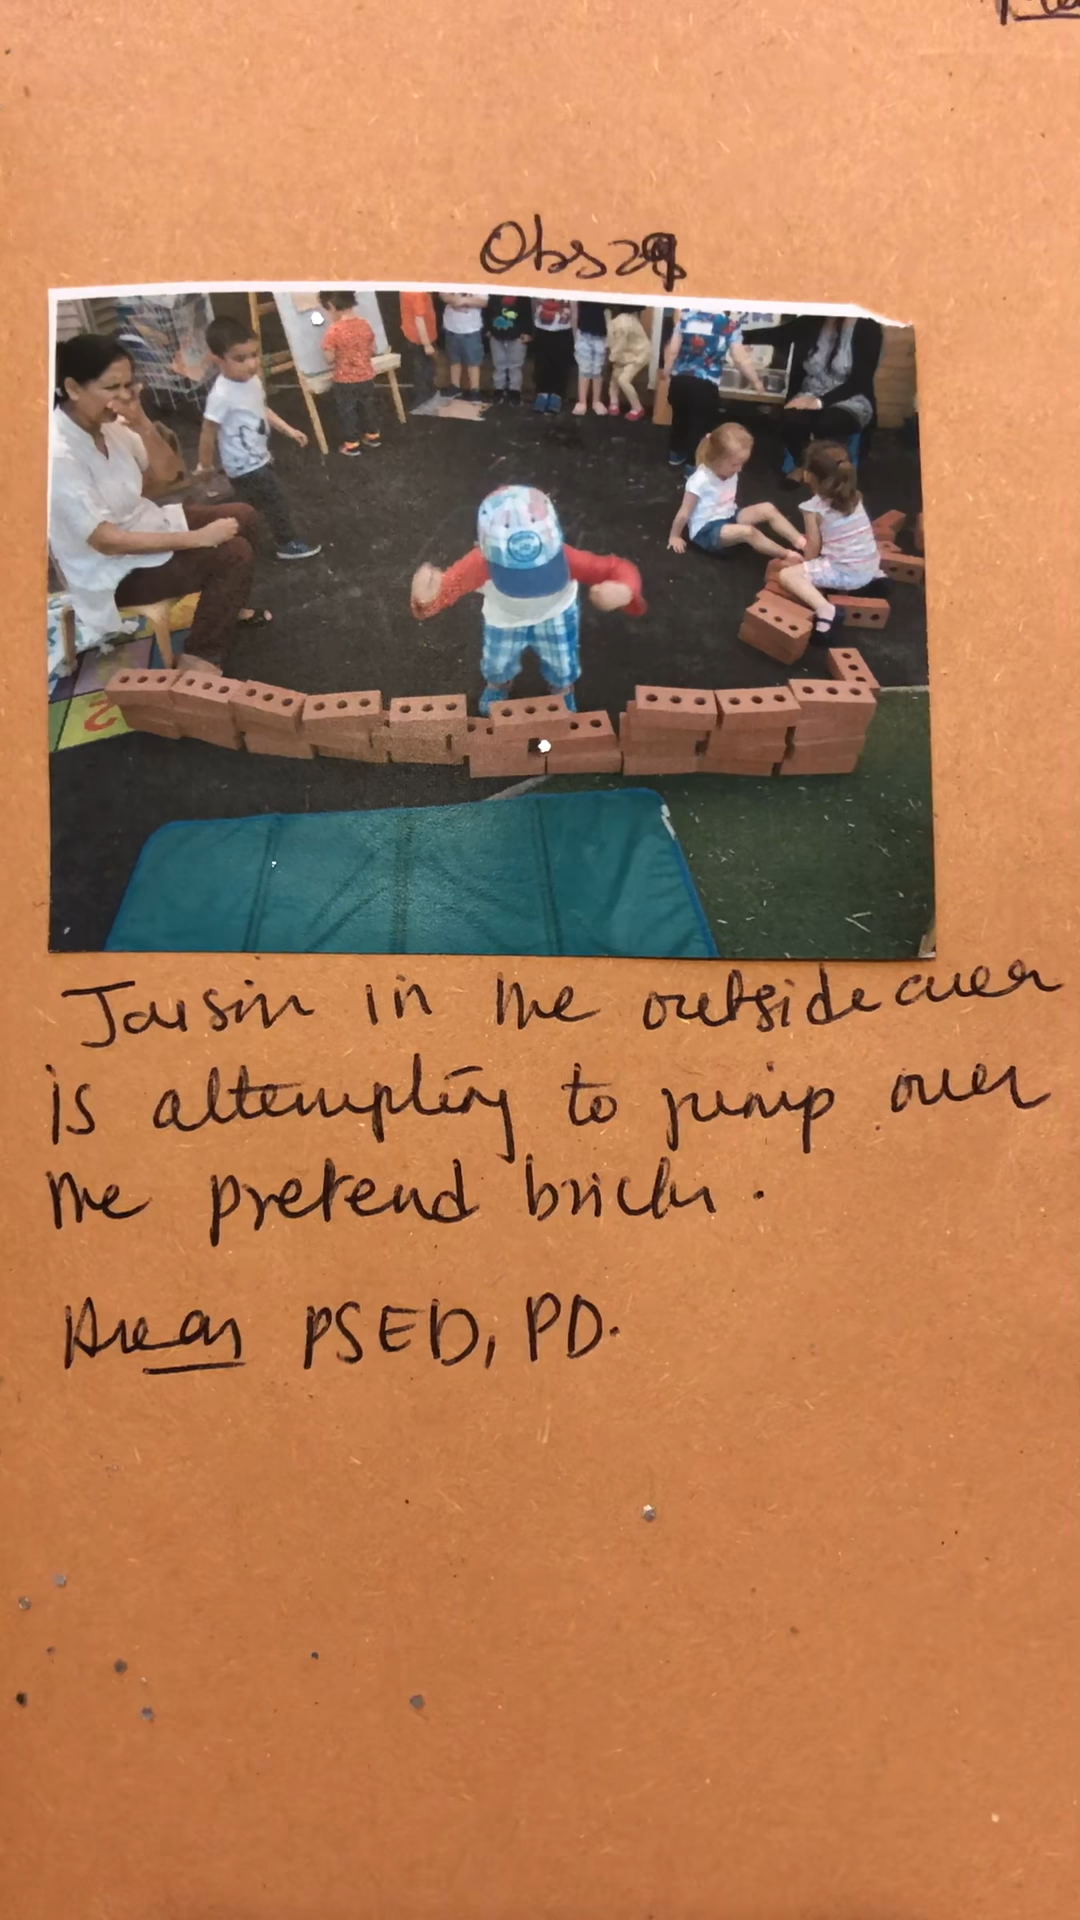 Obs 29
Jaisin in the outside area
is attempting to jump over
the pretend bricks.
Areas PSED, PD.